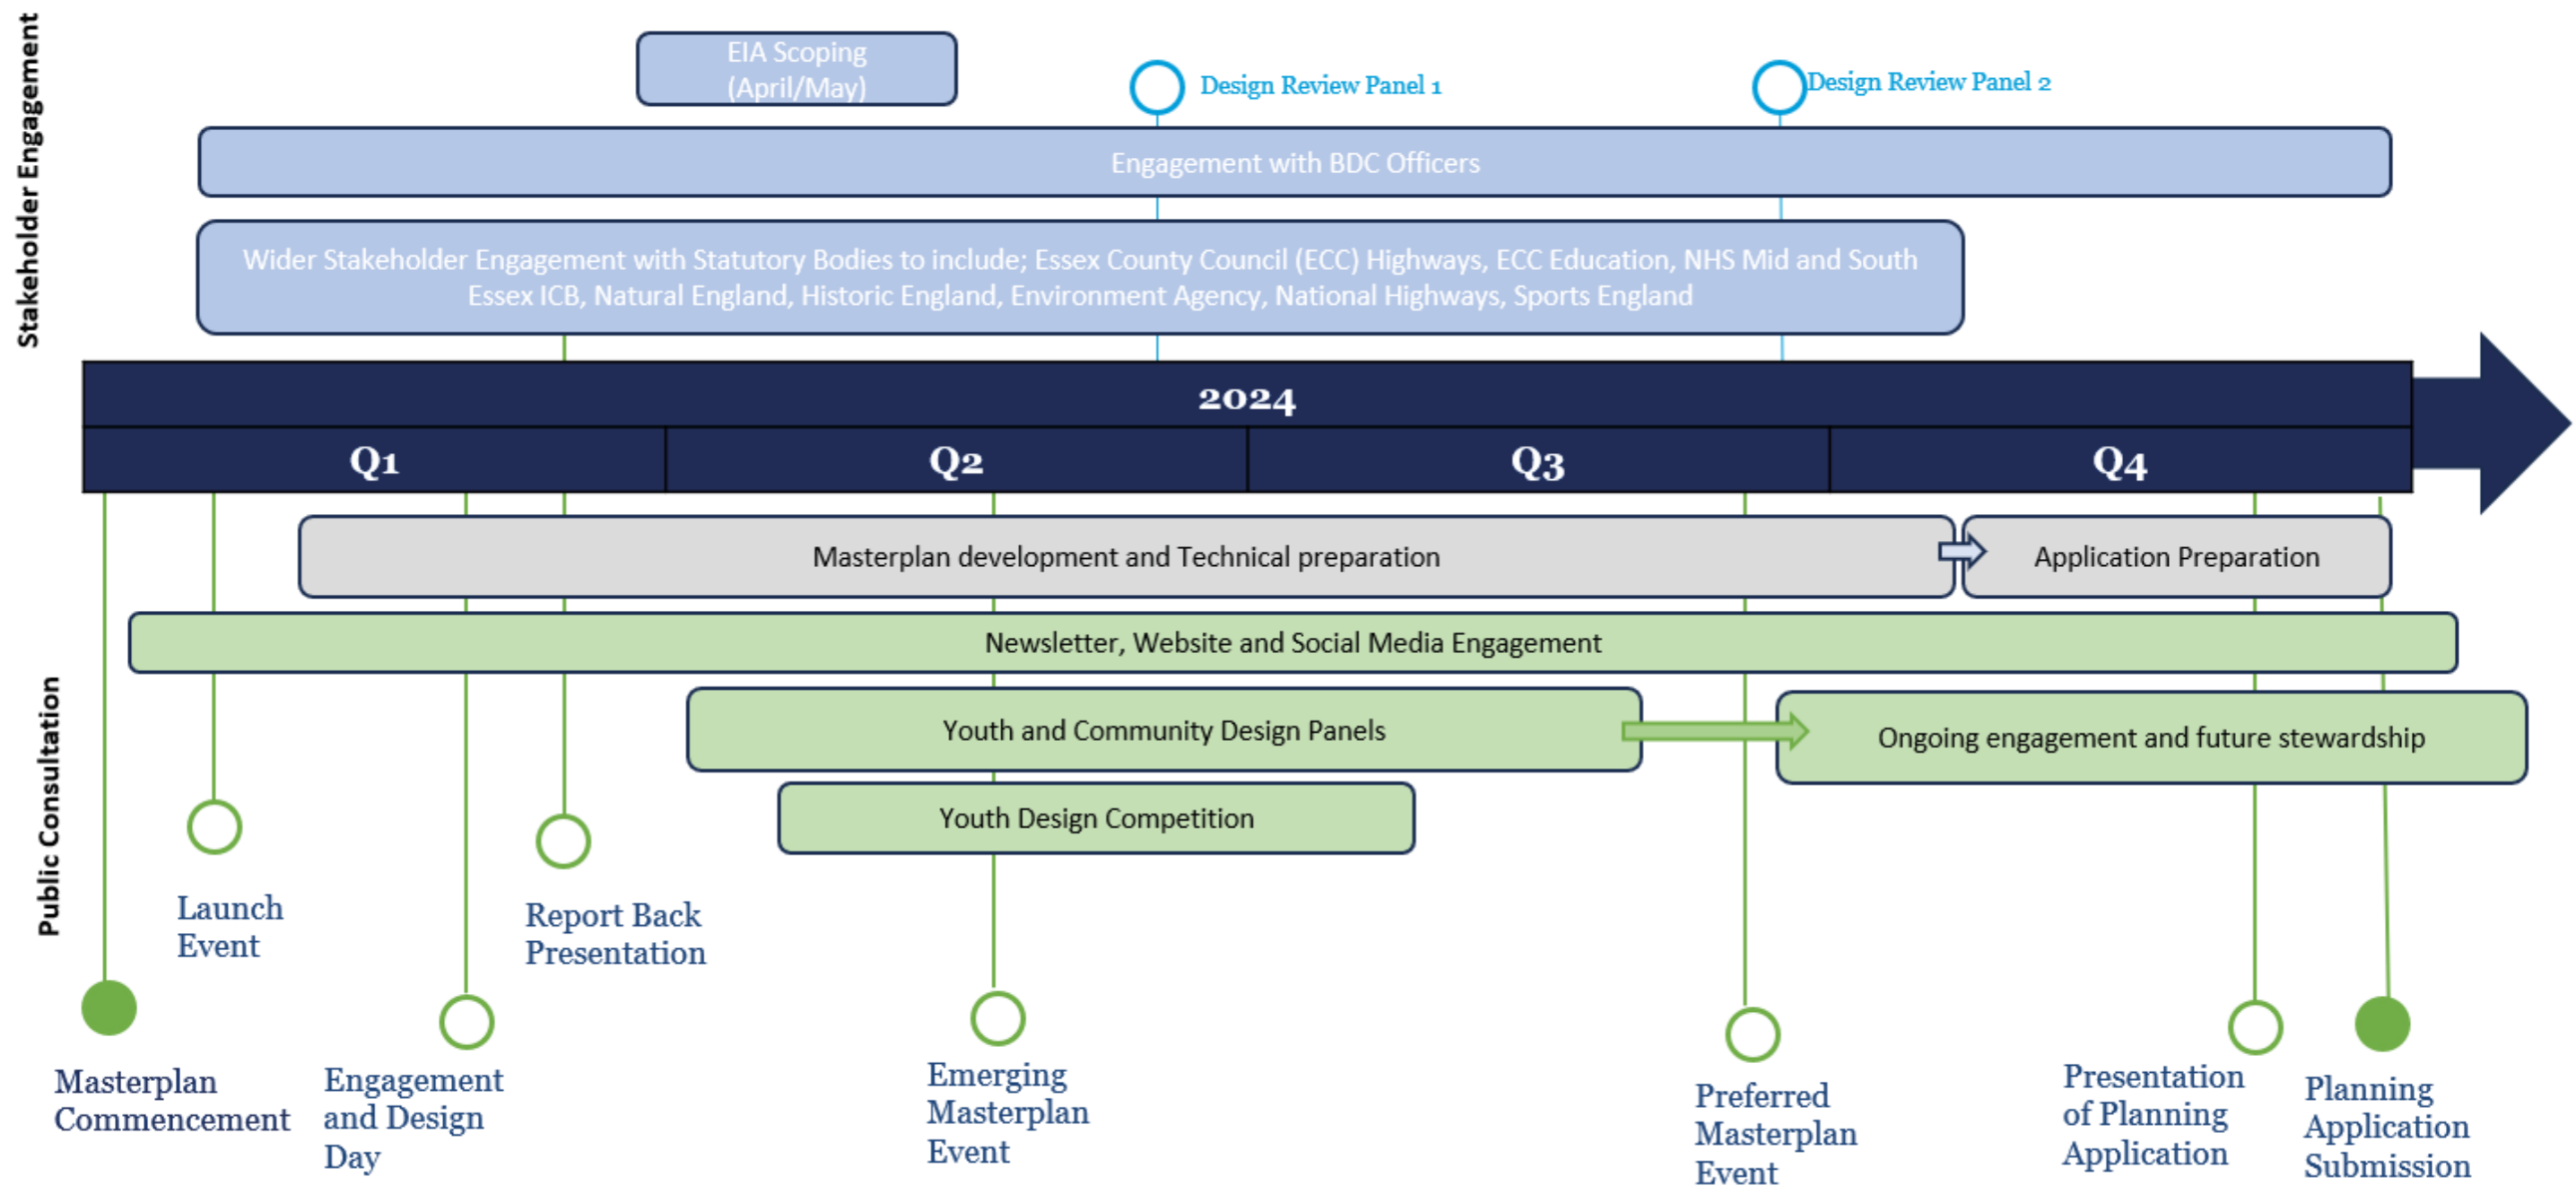 Stakeholder Engagement
EIA Scoping
(April/May)
Design Review Panel 1
Design Review Panel 2
Engagement with BDC Officers
Wider Stakeholder Engagement with Statutory Bodies to include; Essex County Council (ECC) Highways, ECC Education, NHS Mid and South
Essex ICB, Natural England, Historic England, Environment Agency, National Highways, Sports England
2024
Q1
Q2
Q3
Q4
Masterplan development and Technical preparation
Application Preparation
Newsletter, Website and Social Media Engagement
Public Consultation
Youth and Community Design Panels
Ongoing engagement and future stewardship
Youth Design Competition
Launch
Event
Report Back
Presentation
Masterplan
Commencement
Engagement
and Design
Day
Emerging
Masterplan
Event
Preferred
Masterplan
Event
Presentation
of Planning
Application
Planning
Application
Submission